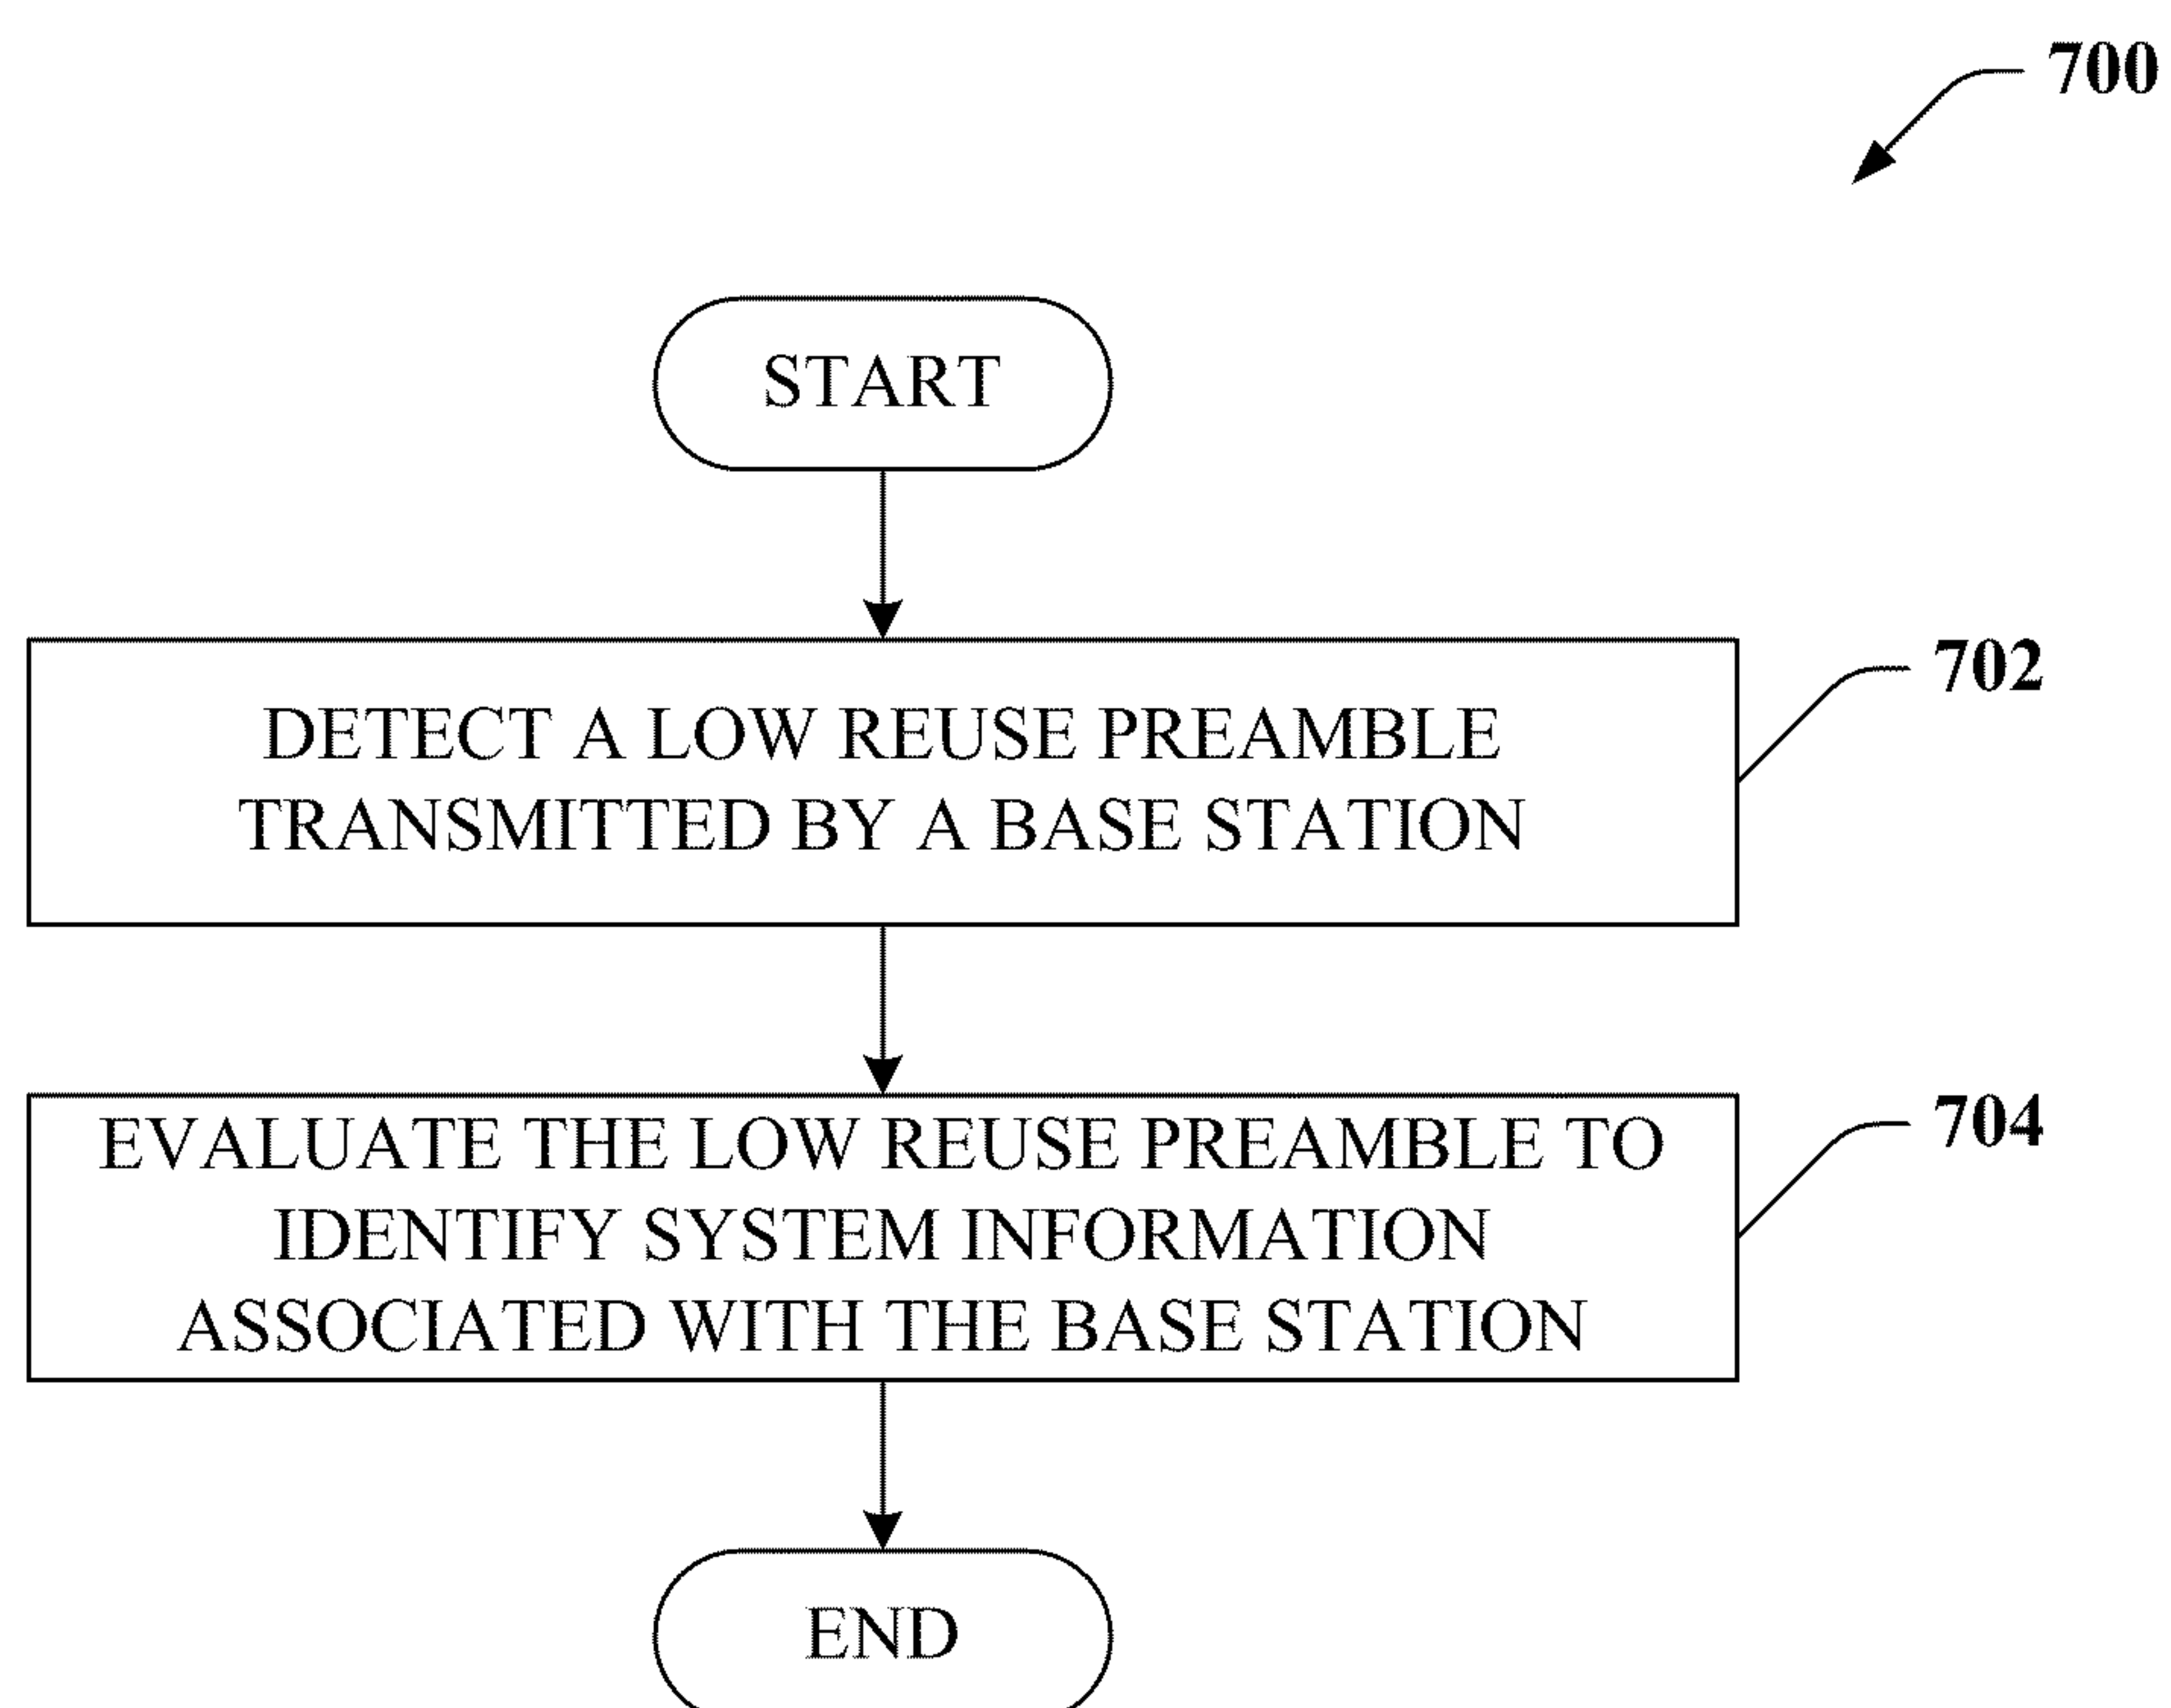 700
START
702
DETECT A LOW REUSE PREAMBLE
TRANSMITTED BY A BASE STATION
704
EVALUATE THE LOW REUSE PREAMBLE TO
IDENTIFY SYSTEM INFORMATION
ASSOCIATED WITH THE BASE STATION
END